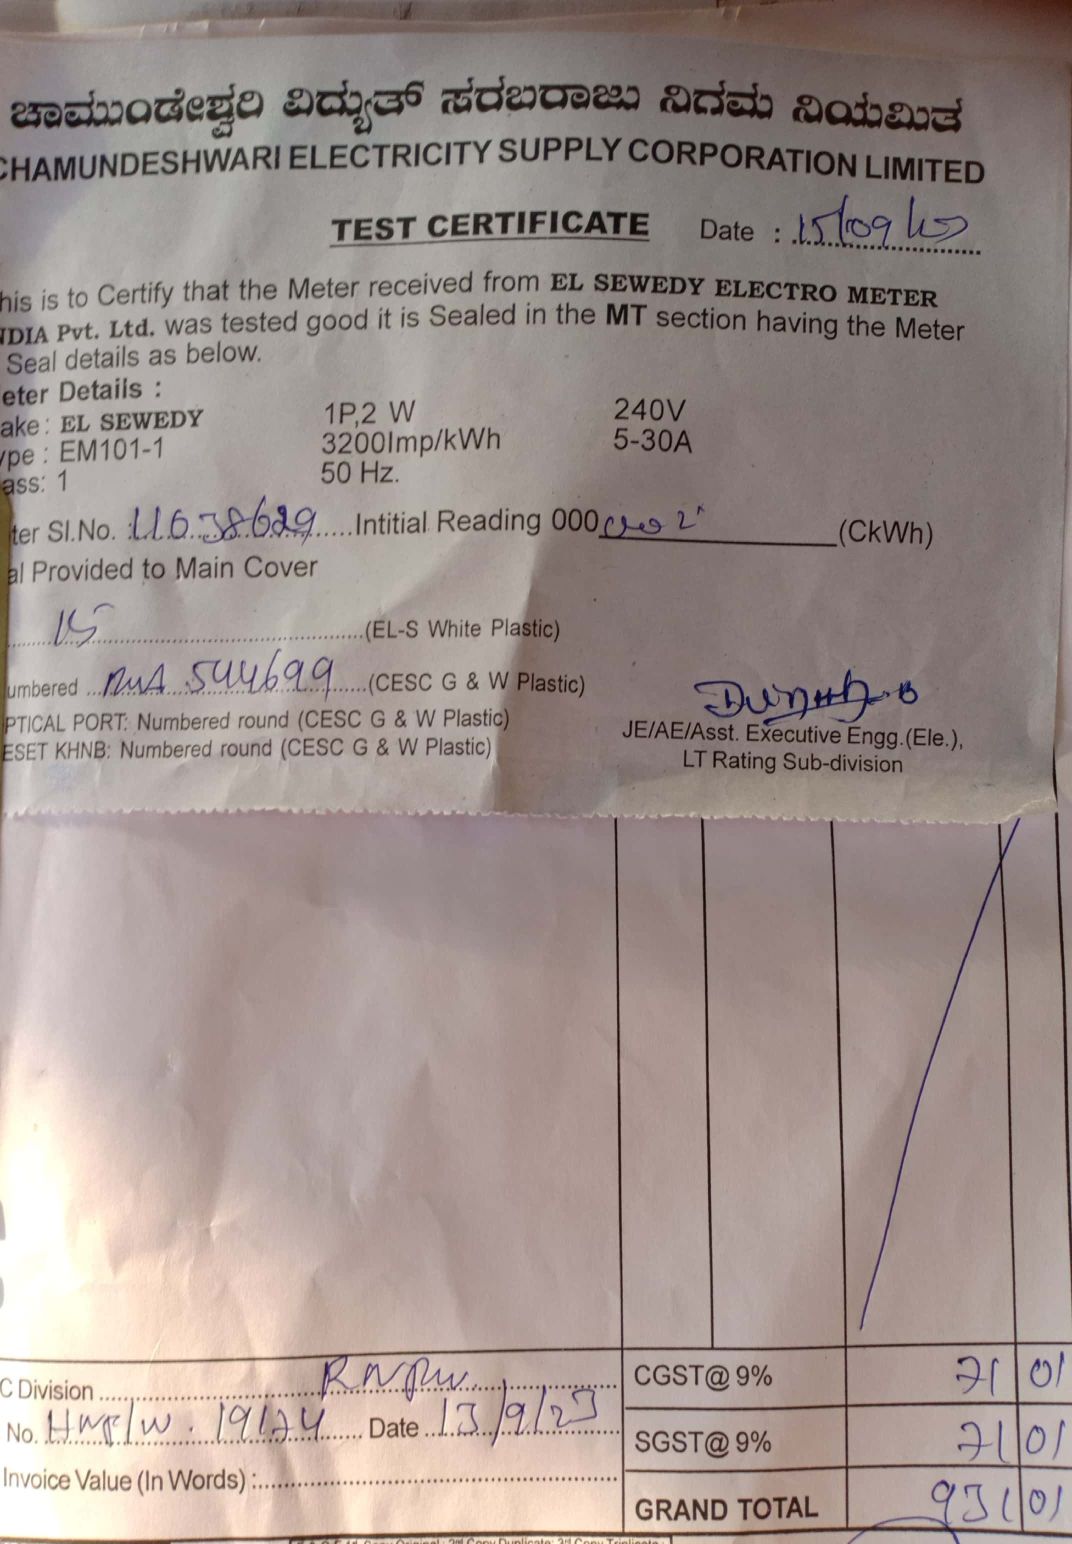 ಚಾಮುಂಡೇಶ್ವರಿ ವಿದ್ಯುತ್ ಸರಬರಾಜು ನಿಗಮ ನಿಯಮಿತ
CHAMUNDESHWARI ELECTRICITY SUPPLY CORPORATION LIMITED
TEST CERTIFICATE Date : 15/09/
his is to Certify that the Meter received from EL SEWEDY ELECTRO METER
NDIA Pvt. Ltd. was tested good it is Sealed in the MT section having the Meter
Seal details as below.
eter Details :
ake: EL SEWEDY 1P,2 W 240V
ype : EM101-1 3200Imp/kWh 5-30A
ass: 1 50 Hz.
ter Sl.No. :11038629 Intitial Reading 000 (CkWh)
al Provided to Main Cover
15 (EL-S White Plastic)
umbered 544699 (CESC G & W Plastic)
PTICAL PORT: Numbered round (CESC G & W Plastic)
ESET KHNB: Numbered round (CESC G & W Plastic)
JE/AE/Asst. Executive Engg.(Ele.),
LT Rating Sub-division
C Division CGST@ 9% 71 01
No. Date 13/9/23
SGST@ 9% 71 01
Invoice Value (In Words) :
GRAND TOTAL 931 01